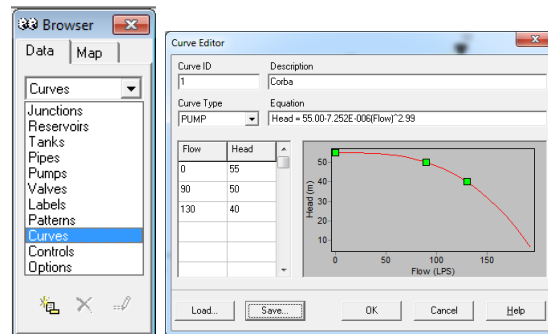 Browser
Data Map
Curves
Junctions
Reservoirs
Tanks
Pipes
Pumps
Valves
Labels
Patterns
Curves
Controls
Options
Curve Editor
Curve ID Description
1 Corba
Curve Type Equation
PUMP Head = 55.00-7.252E-006(Flow)^2.99
Flow Head
0 55
90 50
130 40
Head (m)
50
40
30
20
10
0 50 100 150
Flow (LPS)
Load... Save... OK Cancel Help